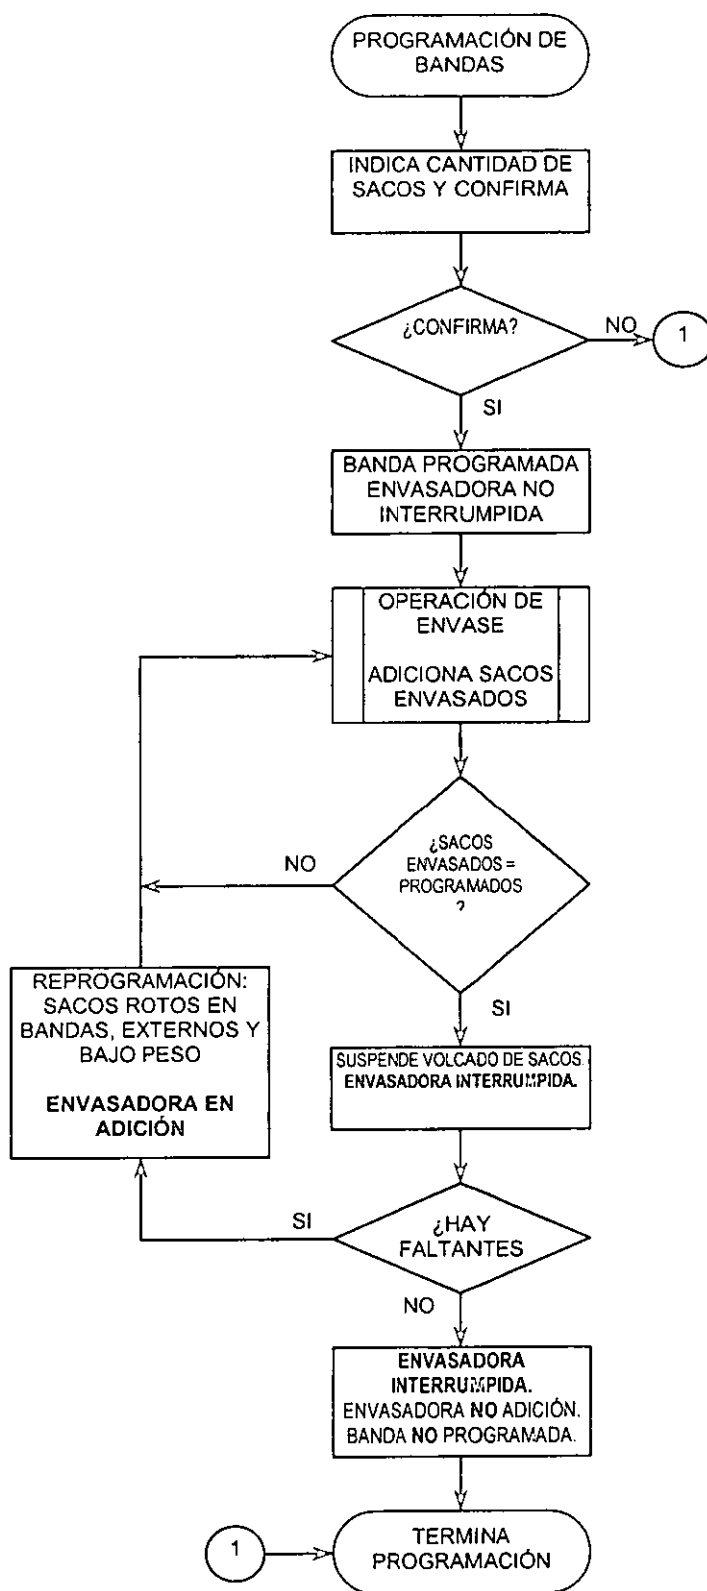 PROGRAMACIÓN DE
BANDAS
INDICA CANTIDAD DE
SACOS Y CONFIRMA
¿CONFIRMA?
NO
1
SI
BANDA PROGRAMADA
ENVASADORA NO
INTERRUMPIDA
OPERACIÓN DE
ENVASE
ADICIONA SACOS
ENVASADOS
¿SACOS
ENVASADOS =
PROGRAMADOS
?
NO
SI
REPROGRAMACIÓN:
SACOS ROTOS EN
BANDAS, EXTERNOS Y
BAJO PESO
ENVASADORA EN
ADICIÓN
SUSPENDE VOLCADO DE SACOS.
ENVASADORA INTERRUMPIDA.
SI
¿HAY
FALTANTES
NO
ENVASADORA
INTERRUMPIDA.
ENVASADORA NO ADICIÓN.
BANDA NO PROGRAMADA.
1
TERMINA
PROGRAMACIÓN